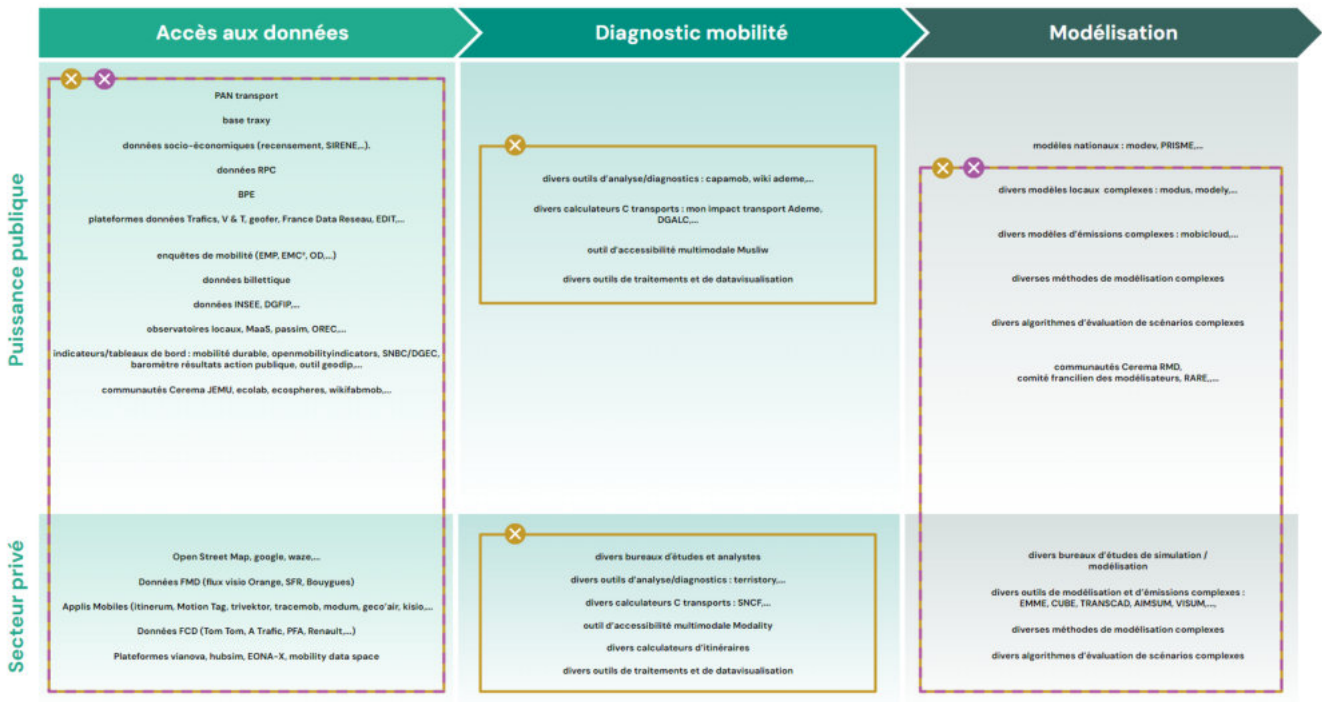 Accès aux données
Diagnostic mobilité
Modélisation
Puissance publique
PAN transport
base traxy
données socio-économiques (recensement, SIRENE,..).
données RPC
BPE
plateformes données Trafics, V & T, geofer, France Data Reseau, EDIT,...
enquêtes de mobilité (EMP, EMC², OD,...)
données billettique
données INSEE, DGFIP,...
observatoires locaux, MaaS, passim, OREC,...
indicateurs/tableaux de bord : mobilité durable, openmobilityindicators, SNBC/DGEC,
baromètre résultats action publique, outil geodip,...
communautés Cerema JEMU, ecolab, ecospheres, wikifabmob,...
divers outils d'analyse/diagnostics : capamob, wiki ademe,...
divers calculateurs C transports : mon impact transport Ademe,
DGALC,...
outil d'accessibilité multimodale Musliw
divers outils de traitements et de datavisualisation
modèles nationaux : modev, PRISME,...
divers modèles locaux complexes : modus, modely,...
divers modèles d'émissions complexes : mobicloud,...
diverses méthodes de modélisation complexes
divers algorithmes d'évaluation de scénarios complexes
communautés Cerema RMD,
comité francilien des modélisateurs, RARE,,...
Secteur privé
Open Street Map, google, waze,...
Données FMD (flux visio Orange, SFR, Bouygues)
Applis Mobiles (itinerum, Motion Tag, trivektor, tracemob, modum, geco'air, kisio,...
Données FCD (Tom Tom, A Trafic, PFA, Renault,...)
Plateformes vianova, hubsim, EONA-X, mobility data space
divers bureaux d'études et analystes
divers outils d'analyse/diagnostics : terristory,...
divers calculateurs C transports : SNCF,...
outil d'accessibilité multimodale Modality
divers calculateurs d'itinéraires
divers outils de traitements et de datavisualisation
divers bureaux d'études de simulation /
modélisation
divers outils de modélisation et d'émissions complexes :
EMME, CUBE, TRANSCAD, AIMSUM, VISUM,...,
diverses méthodes de modélisation complexes
divers algorithmes d'évaluation de scénarios complexes